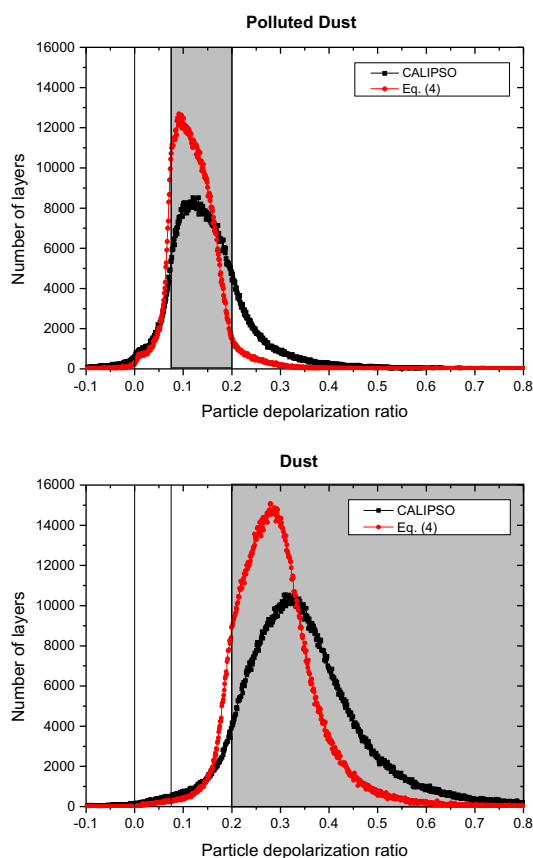 Polluted Dust
16000
14000
12000
10000
8000
6000
4000
2000
0
Number of layers
CALIPSO
Eq. (4)
-0.1 0.0 0.1 0.2 0.3 0.4 0.5 0.6 0.7 0.8
Particle depolarization ratio
Dust
16000
14000
12000
10000
8000
6000
4000
2000
0
Number of layers
CALIPSO
Eq. (4)
-0.1 0.0 0.1 0.2 0.3 0.4 0.5 0.6 0.7 0.8
Particle depolarization ratio